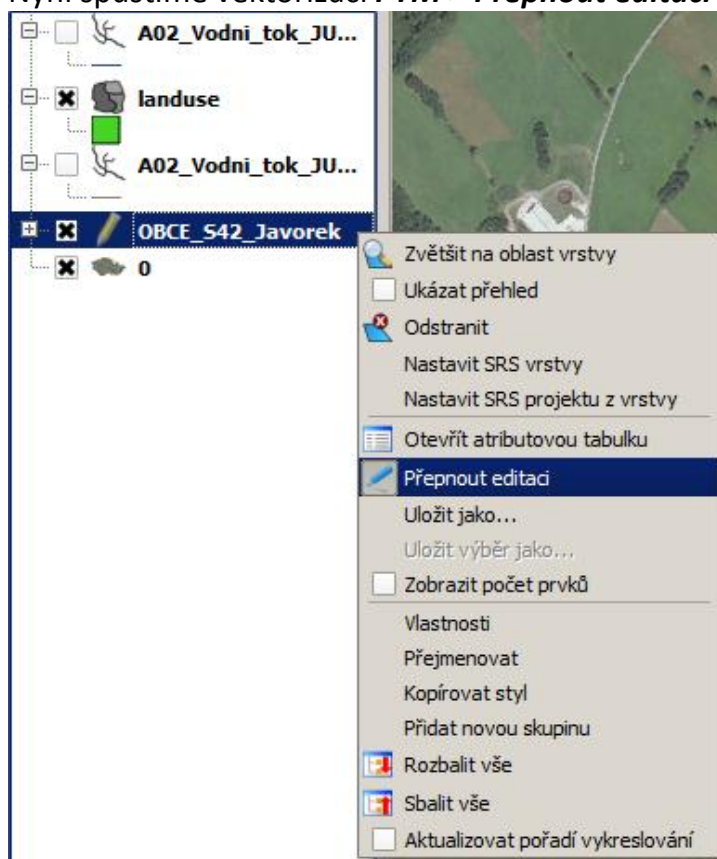 Nyní spustíme vektorizaci PTM – Přepnout editaci
A02_Vodni_tok_JU...
landuse
A02_Vodni_tok_JU...
OBCE_S42_Javorek
0
Zvětšit na oblast vrstvy
Ukázat přehled
Odstranit
Nastavit SRS vrstvy
Nastavit SRS projektu z vrstvy
Otevřít atributovou tabulku
Přepnout editaci
Uložit jako...
Uložit výběr jako...
Zobrazit počet prvků
Vlastnosti
Přejmenovat
Kopírovat styl
Přidat novou skupinu
Rozbalit vše
Sbalit vše
Aktualizovat pořadí vykreslování